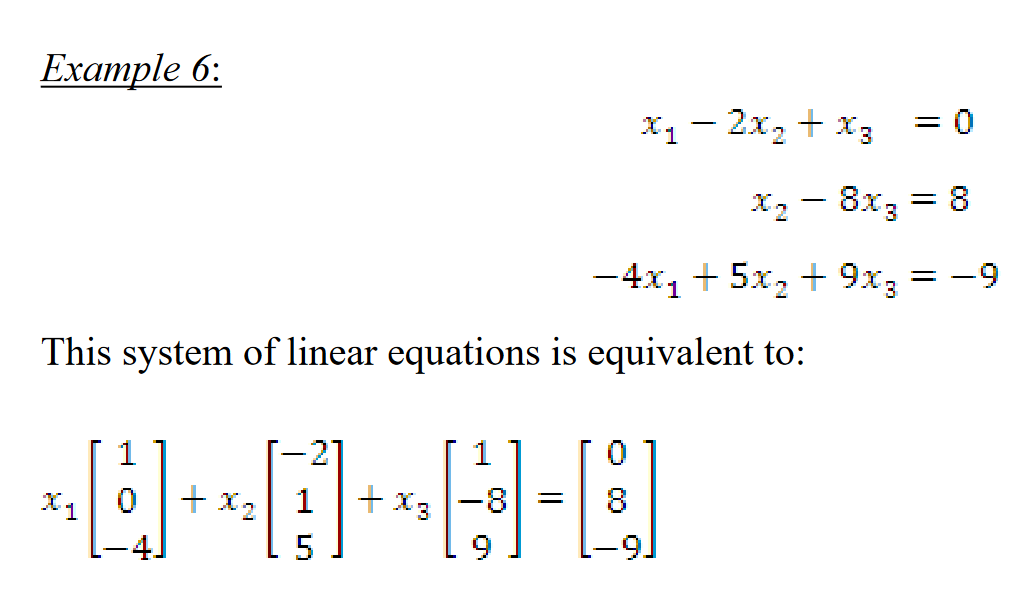 Example 6:
x₁ − 2x₂ + x₃ = 0
x₂ − 8x₃ = 8
−4x₁ + 5x₂ + 9x₃ = −9
This system of linear equations is equivalent to:
x₁ [1 0 −4] + x₂ [−2 1 5] + x₃ [1 −8 9] = [0 8 −9]